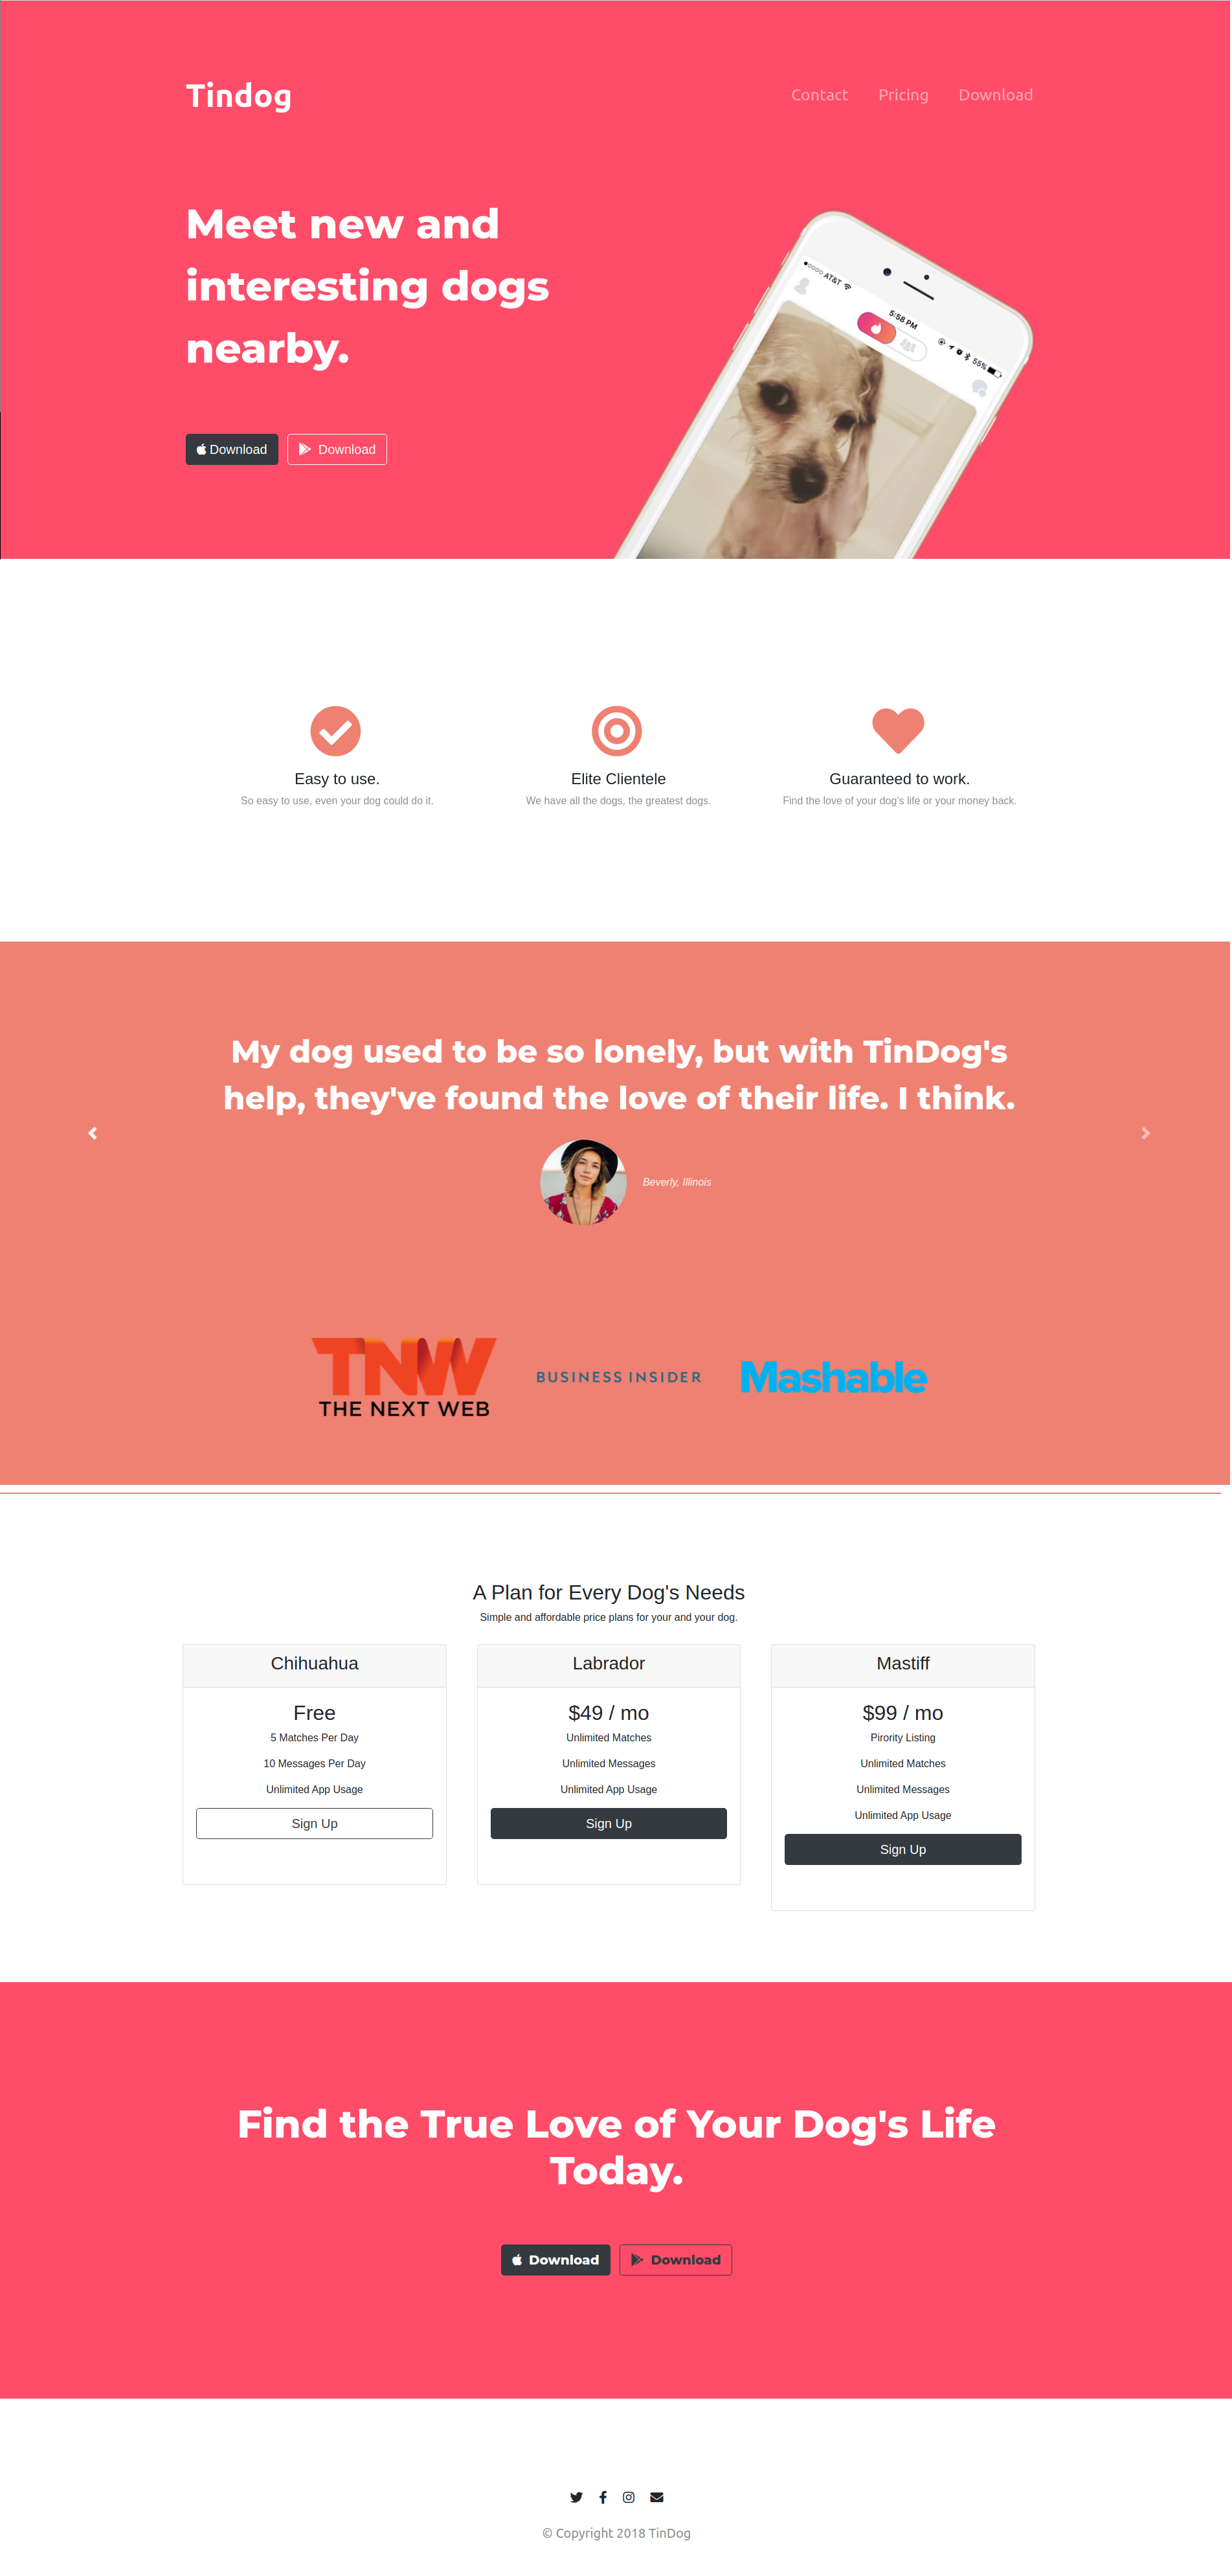 Tindog
Contact Pricing Download
Meet new and
interesting dogs
nearby.
AT&T
5:58 PM
55%
Download
Download
Easy to use.
So easy to use, even your dog could do it.
Elite Clientele
We have all the dogs, the greatest dogs.
Guaranteed to work.
Find the love of your dog's life or your money back.
My dog used to be so lonely, but with TinDog's
help, they've found the love of their life. I think.
Beverly, Illinois
TNW
THE NEXT WEB
BUSINESS INSIDER
Mashable
A Plan for Every Dog's Needs
Simple and affordable price plans for your and your dog.
Chihuahua
Free
5 Matches Per Day
10 Messages Per Day
Unlimited App Usage
Sign Up
Labrador
$49 / mo
Unlimited Matches
Unlimited Messages
Unlimited App Usage
Sign Up
Mastiff
$99 / mo
Pirority Listing
Unlimited Matches
Unlimited Messages
Unlimited App Usage
Sign Up
Find the True Love of Your Dog's Life
Today.
Download
Download
© Copyright 2018 TinDog